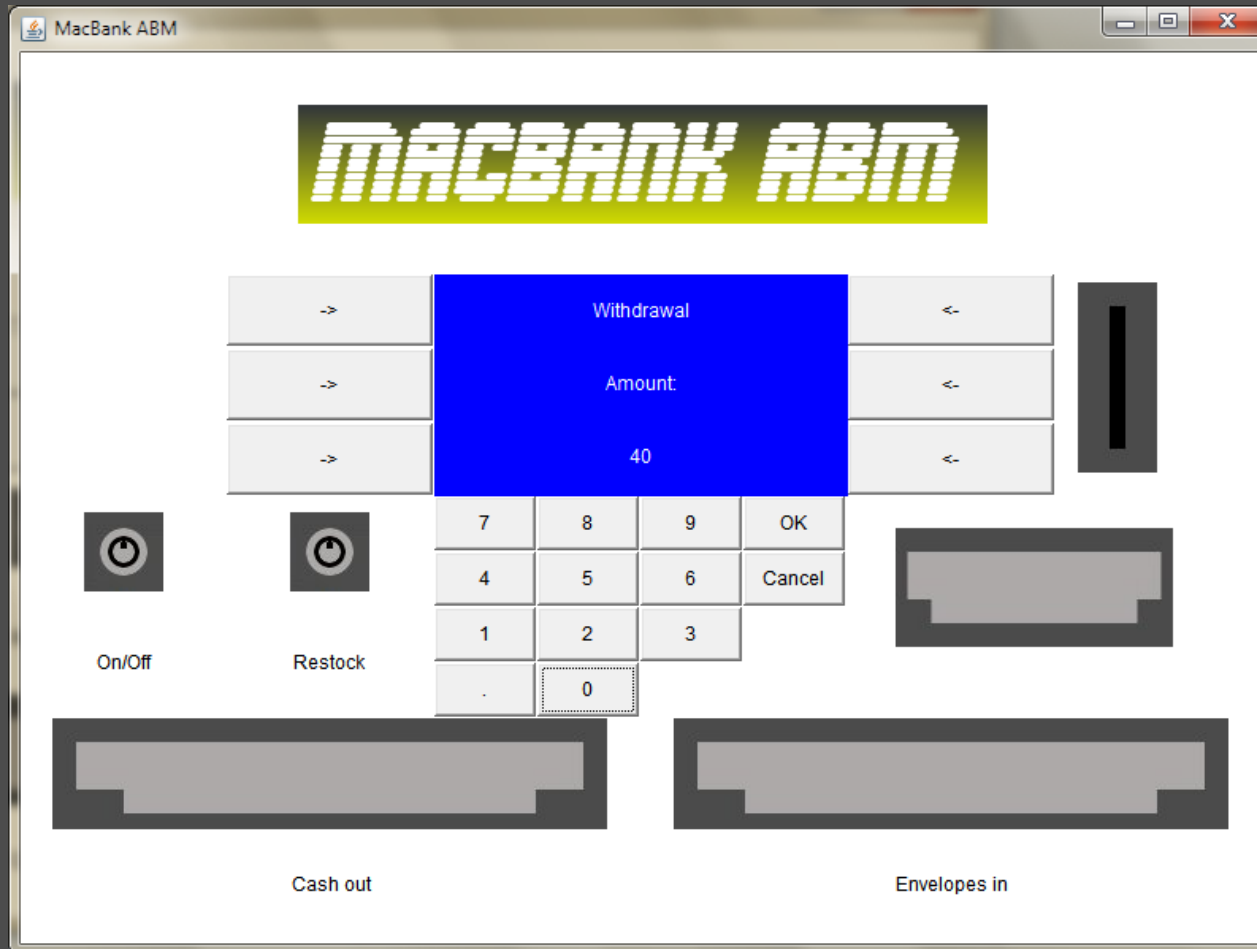 MacBank ABM
MACBANK ABM
-> Withdrawal <-
-> Amount: <-
-> 40 <-
7 8 9 OK
4 5 6 Cancel
1 2 3
On/Off Restock
. 0
Cash out Envelopes in